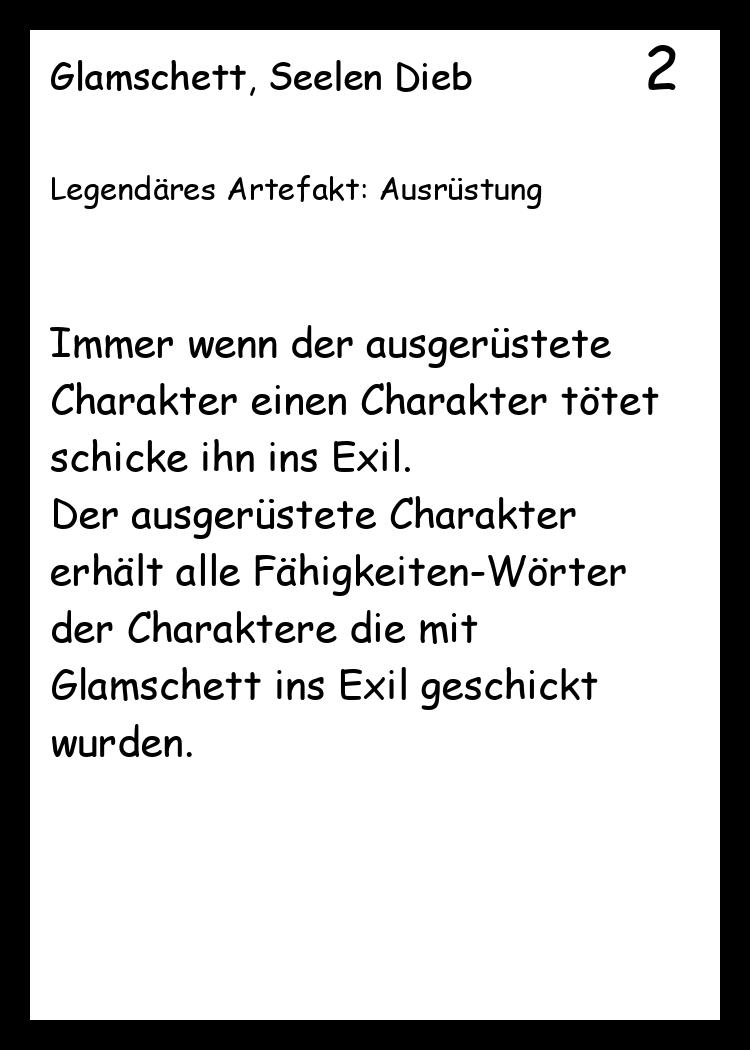 Glamschett, Seelen Dieb 2
Legendäres Artefakt: Ausrüstung
Immer wenn der ausgerüstete
Charakter einen Charakter tötet
schicke ihn ins Exil.
Der ausgerüstete Charakter
erhält alle Fähigkeiten-Wörter
der Charaktere die mit
Glamschett ins Exil geschickt
wurden.